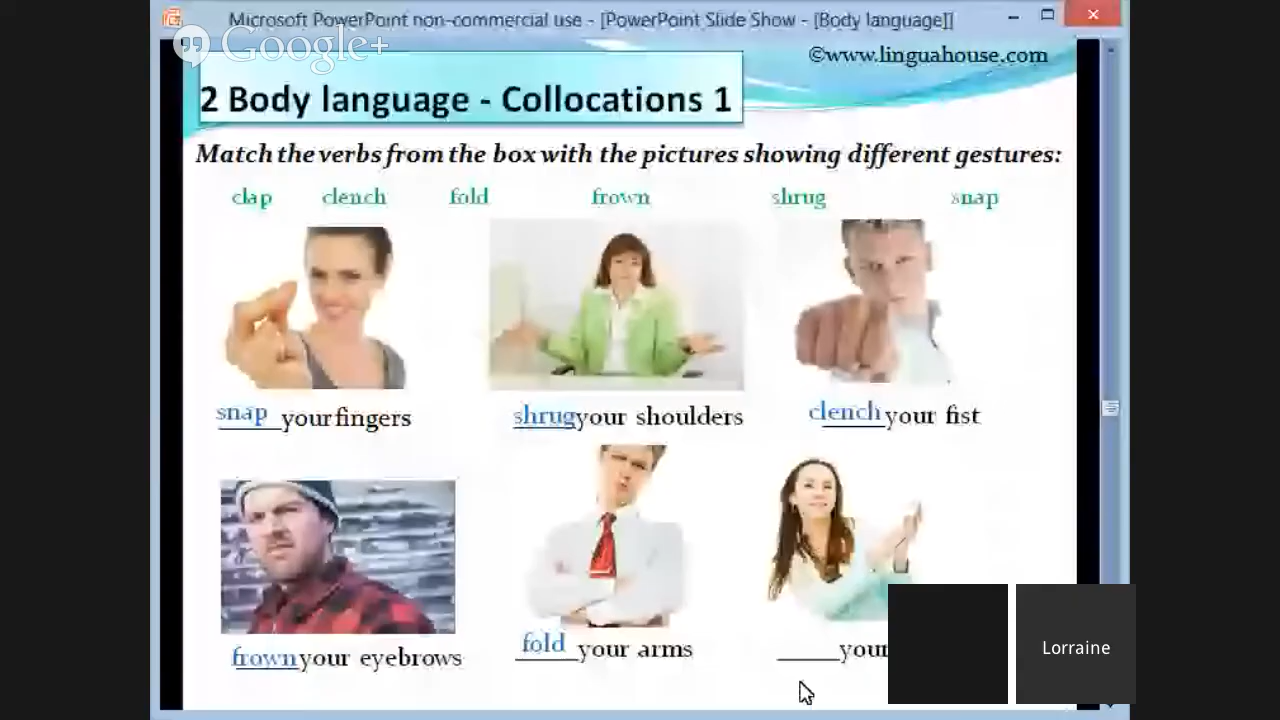 Microsoft PowerPoint non-commercial use - [PowerPoint Slide Show - [Body language]]
Google+
©www.linguahouse.com
2 Body language - Collocations 1
Match the verbs from the box with the pictures showing different gestures:
clap clench fold frown shrug snap
snap your fingers
shrug your shoulders
clench your fist
frown your eyebrows
fold your arms
_____your
Lorraine